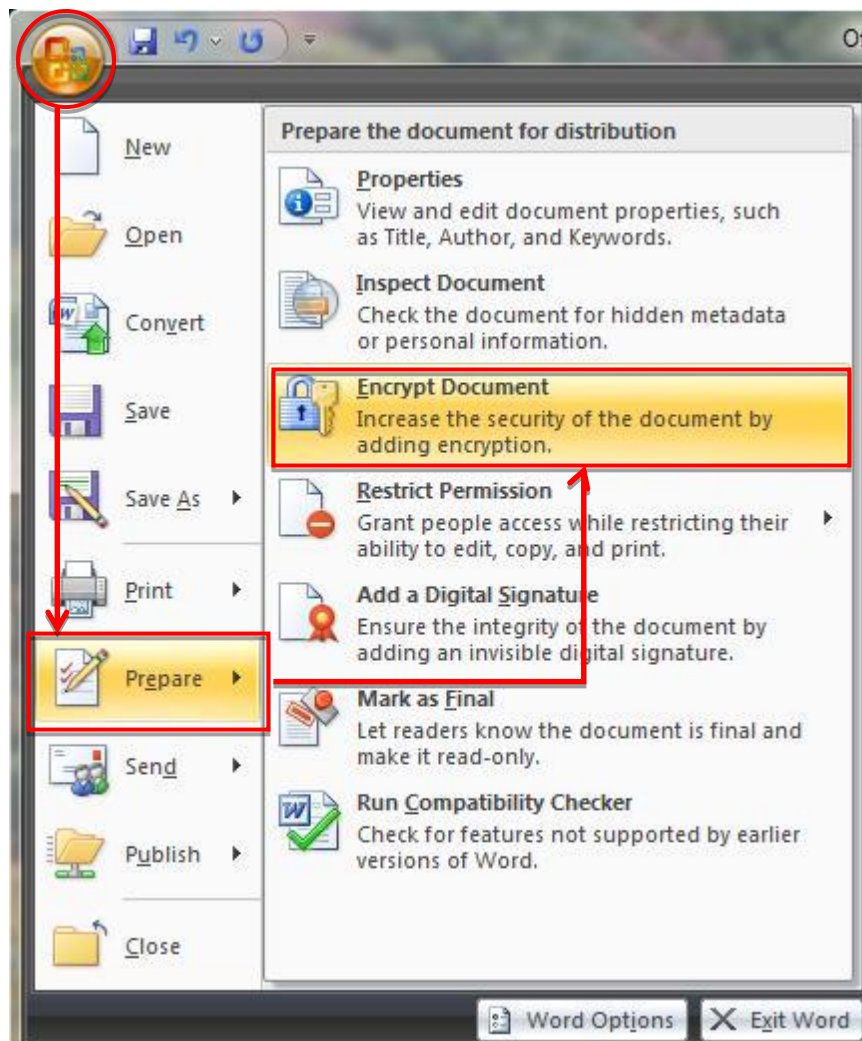 New
Open
Convert
Save
Save As
Print
Prepare
Send
Publish
Close
Prepare the document for distribution
Properties
View and edit document properties, such
as Title, Author, and Keywords.
Inspect Document
Check the document for hidden metadata
or personal information.
Encrypt Document
Increase the security of the document by
adding encryption.
Restrict Permission
Grant people access while restricting their
ability to edit, copy, and print.
Add a Digital Signature
Ensure the integrity of the document by
adding an invisible digital signature.
Mark as Final
Let readers know the document is final and
make it read-only.
Run Compatibility Checker
Check for features not supported by earlier
versions of Word.
Word Options
Exit Word